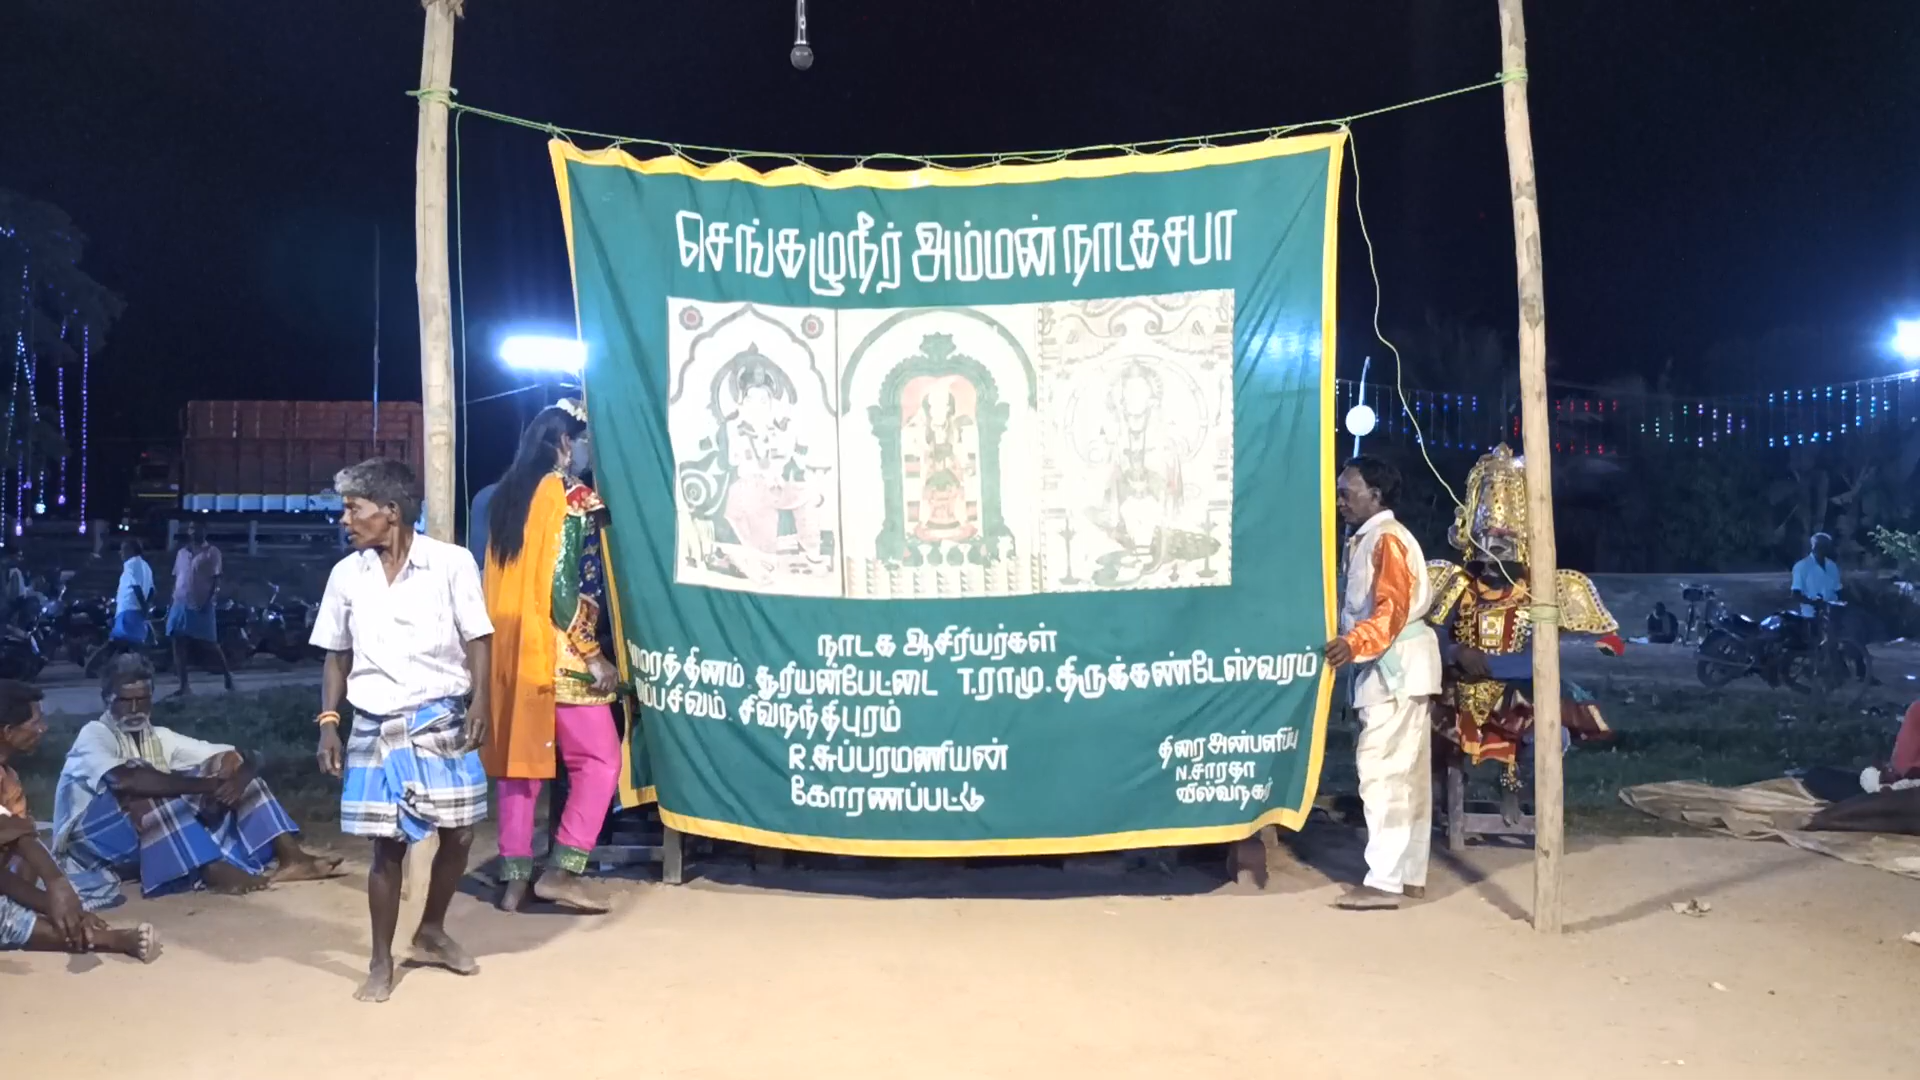 செங்கழுநீர் அம்மன் நாடகசபா
நாடக ஆசிரியர்கள்
சூரியன்பேட்டை T.ராமு. திருக்கண்டேஸ்வரம்
சிவநந்திபுரம்
R.சுப்பரமணியன்
கோரணப்பட்டு
திரை அன்பளிப்பு
N.சாரதா
வில்வநகர்